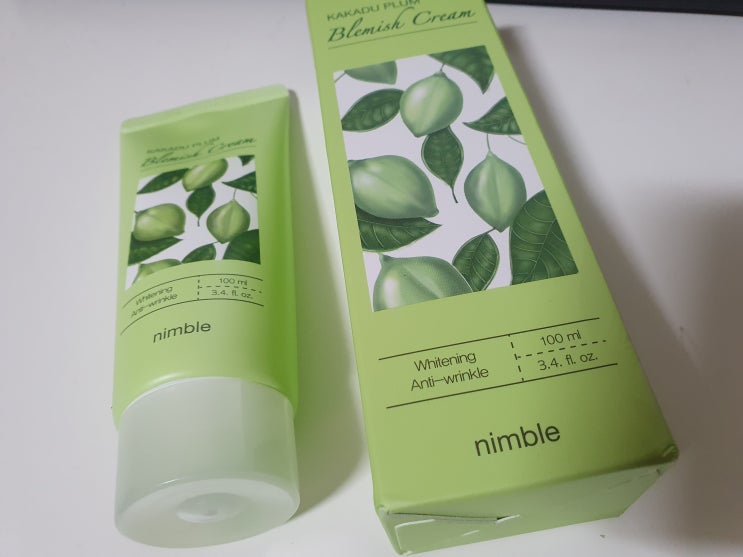 KAKADU PLUM
Blemish Cream
Whitening
Anti-wrinkle
100 ml
3.4. fl. oz.
nimble
KAKADU PLUM
Blemish Cream
Whitening
Anti-wrinkle
100 ml
3.4. fl. oz.
nimble